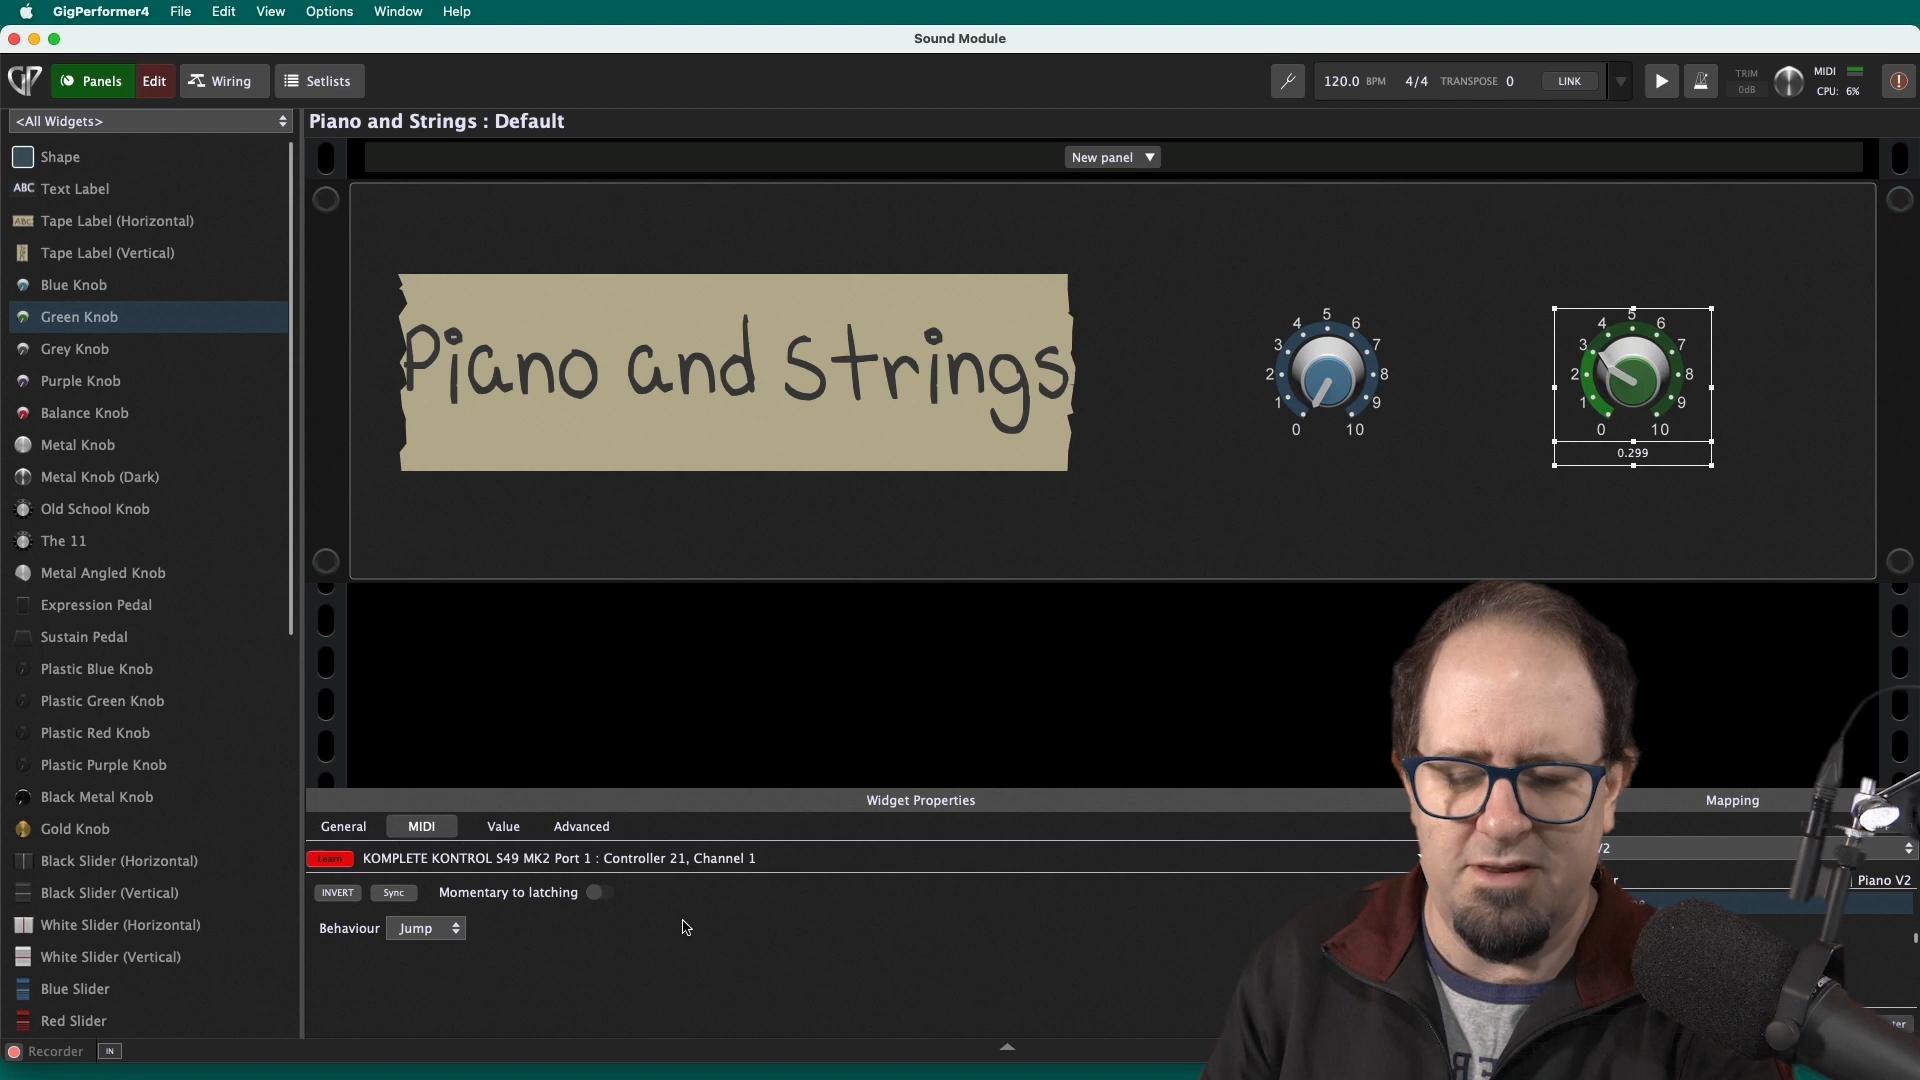 GigPerformer4 File Edit View Options Window Help
Sound Module
GP Panels Edit Wiring Setlists
120.0 BPM 4/4 TRANSPOSE 0 LINK
TRIM
0dB
MIDI
CPU: 6%
<All Widgets>
Piano and Strings : Default
New panel
Shape
ABC Text Label
ABC Tape Label (Horizontal)
Tape Label (Vertical)
Blue Knob
Green Knob
Grey Knob
Purple Knob
Balance Knob
Metal Knob
Metal Knob (Dark)
Old School Knob
The 11
Metal Angled Knob
Expression Pedal
Sustain Pedal
Plastic Blue Knob
Plastic Green Knob
Plastic Red Knob
Plastic Purple Knob
Black Metal Knob
Gold Knob
Black Slider (Horizontal)
Black Slider (Vertical)
White Slider (Horizontal)
White Slider (Vertical)
Blue Slider
Red Slider
Piano and Strings
0 1 2 3 4 5 6 7 8 9 10
0 1 2 3 4 5 6 7 8 9 10
0.299
Widget Properties
Mapping
General MIDI Value Advanced
Learn KOMPLETE KONTROL S49 MK2 Port 1 : Controller 21, Channel 1
V2
INVERT Sync Momentary to latching
Piano V2
Behaviour Jump
Recorder IN